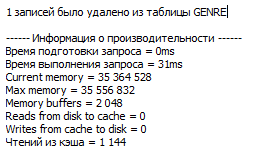 1 записей было удалено из таблицы GENRE
------ Информация о производительности ------
Время подготовки запроса = 0ms
Время выполнения запроса = 31ms
Current memory = 35 364 528
Max memory = 35 556 832
Memory buffers = 2 048
Reads from disk to cache = 0
Writes from cache to disk = 0
Чтений из кэша = 1 144